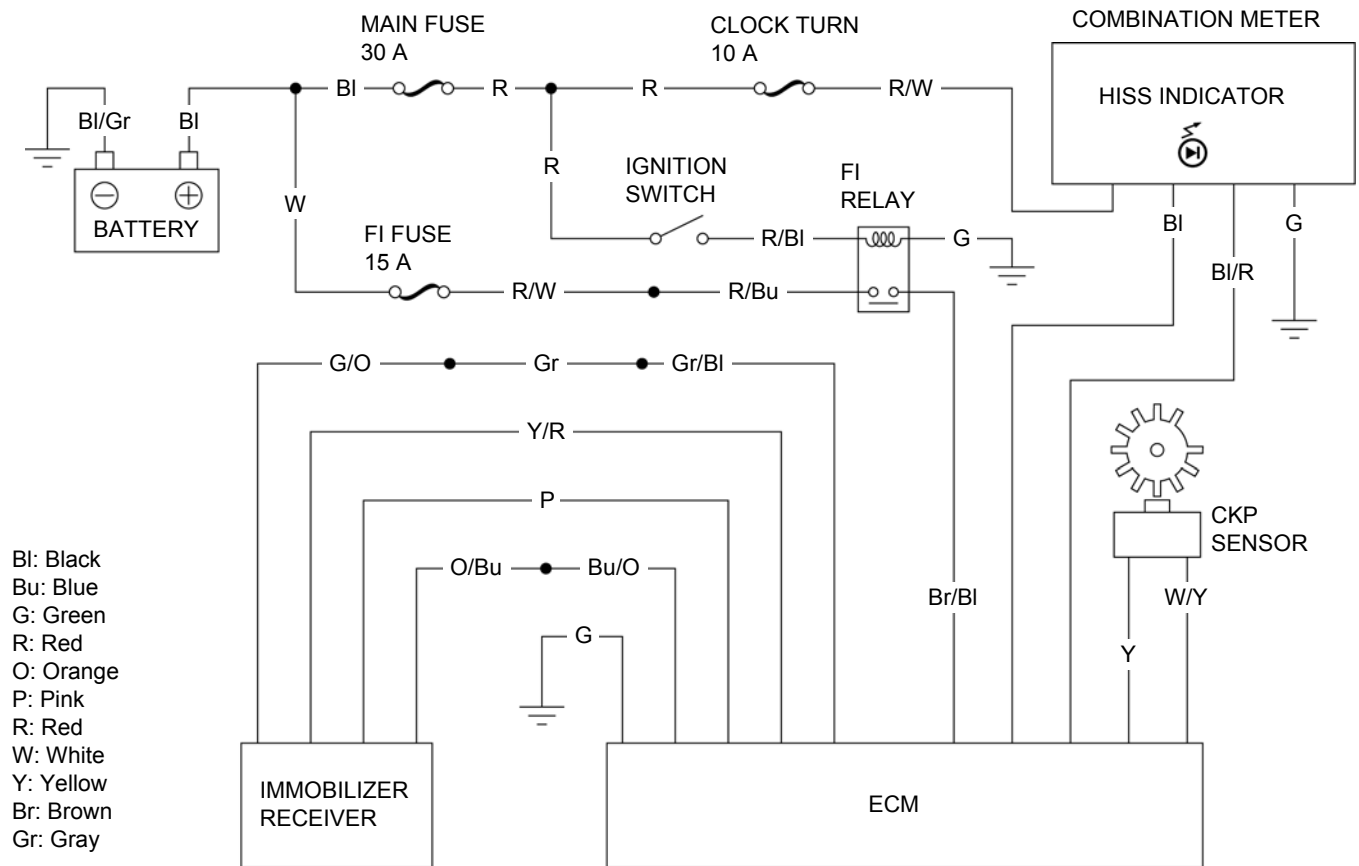 MAIN FUSE
30 A
CLOCK TURN
10 A
COMBINATION METER
HISS INDICATOR
Bl
R
R
R/W
Bl/Gr
Bl
BATTERY
W
R
IGNITION
SWITCH
FI
RELAY
R/Bl
G
Bl
Bl/R
G
FI FUSE
15 A
R/W
R/Bu
G/O
Gr
Gr/Bl
Y/R
P
O/Bu
Bu/O
G
Br/Bl
CKP
SENSOR
Y
W/Y
Bl: Black
Bu: Blue
G: Green
R: Red
O: Orange
P: Pink
R: Red
W: White
Y: Yellow
Br: Brown
Gr: Gray
IMMOBILIZER
RECEIVER
ECM